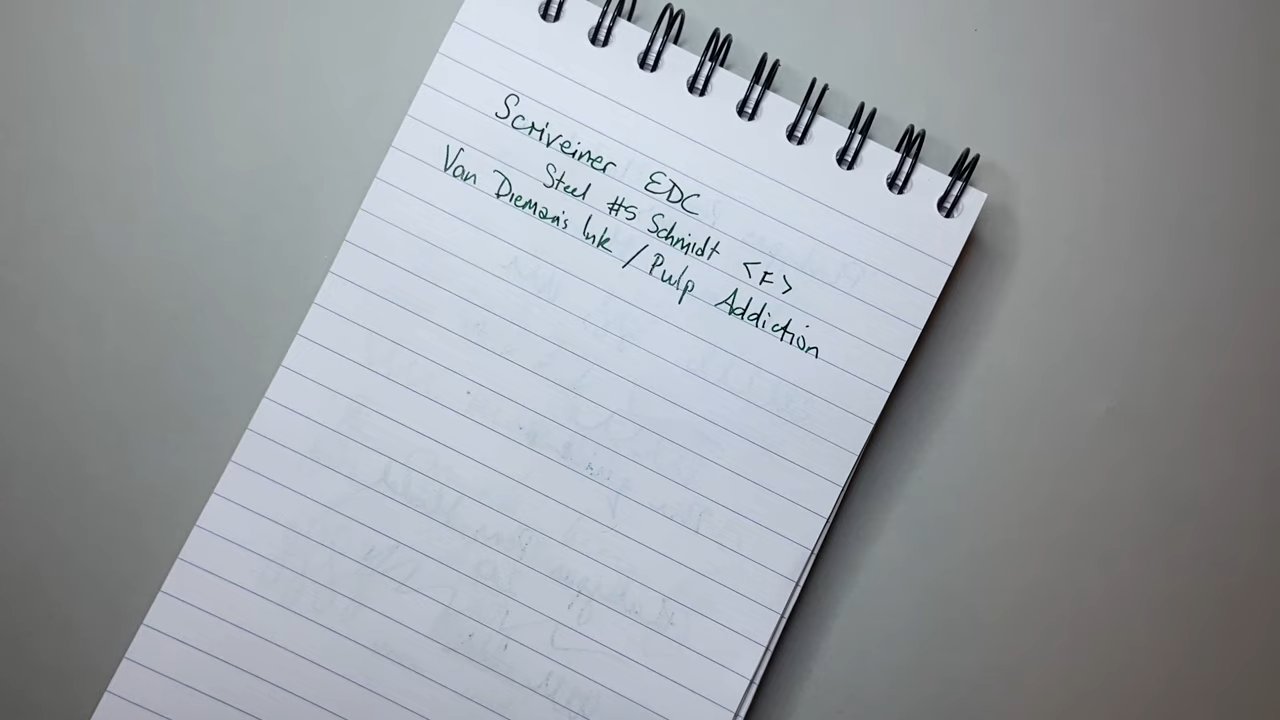 Scriveiner EDC
Steel #5 Schmidt <F>
Van Dieman's Ink / Pulp Addiction